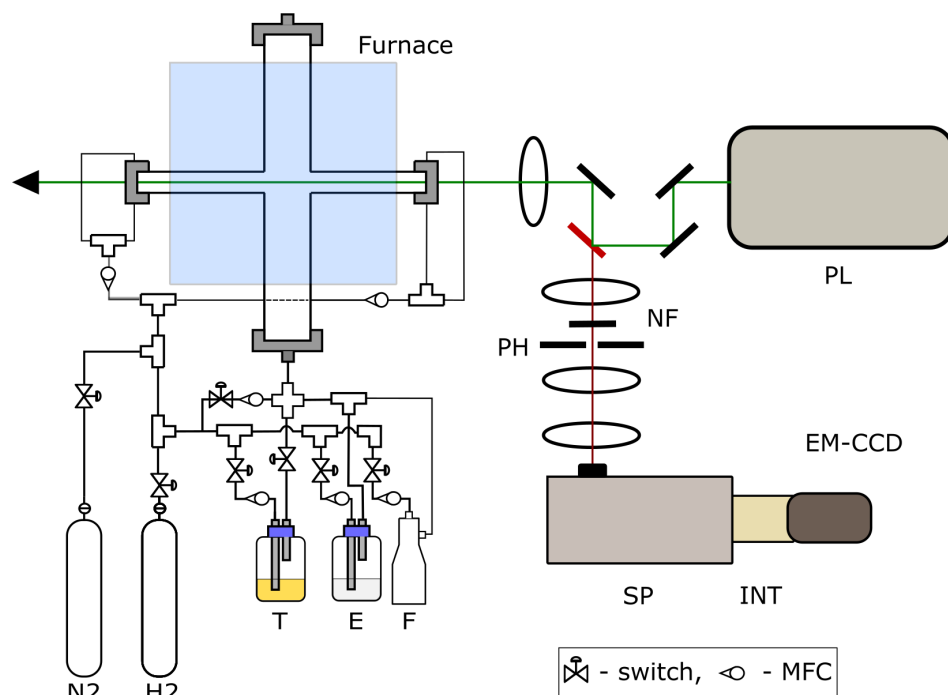 Furnace
PL
NF
PH
EM-CCD
SP
INT
T
E
F
N2
H2
- switch, - MFC